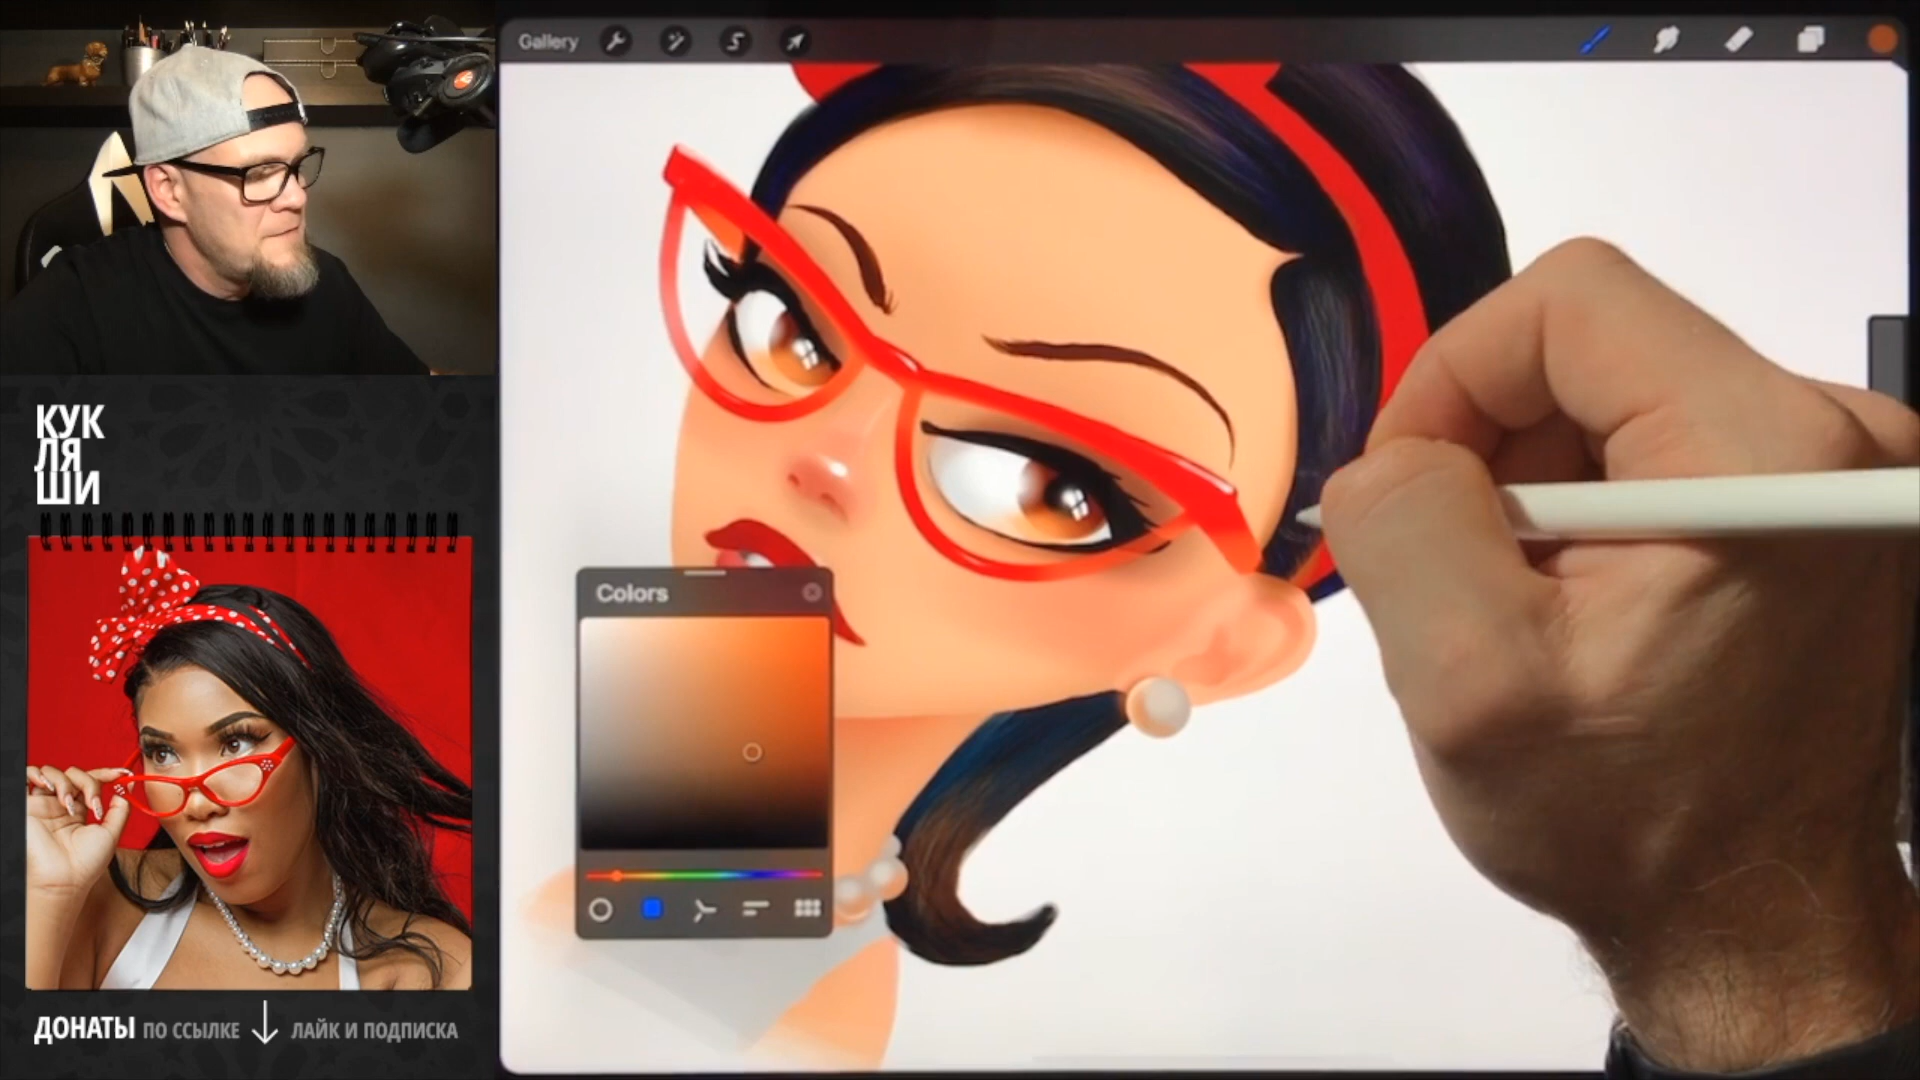 Gallery
КУК
ЛЯ
ШИ
Colors
ДОНАТЫ ПО ССЫЛКЕ ЛАЙК И ПОДПИСКА